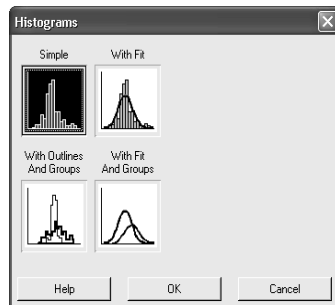 Histograms
Simple
With Fit
With Outlines
And Groups
With Fit
And Groups
Help
OK
Cancel